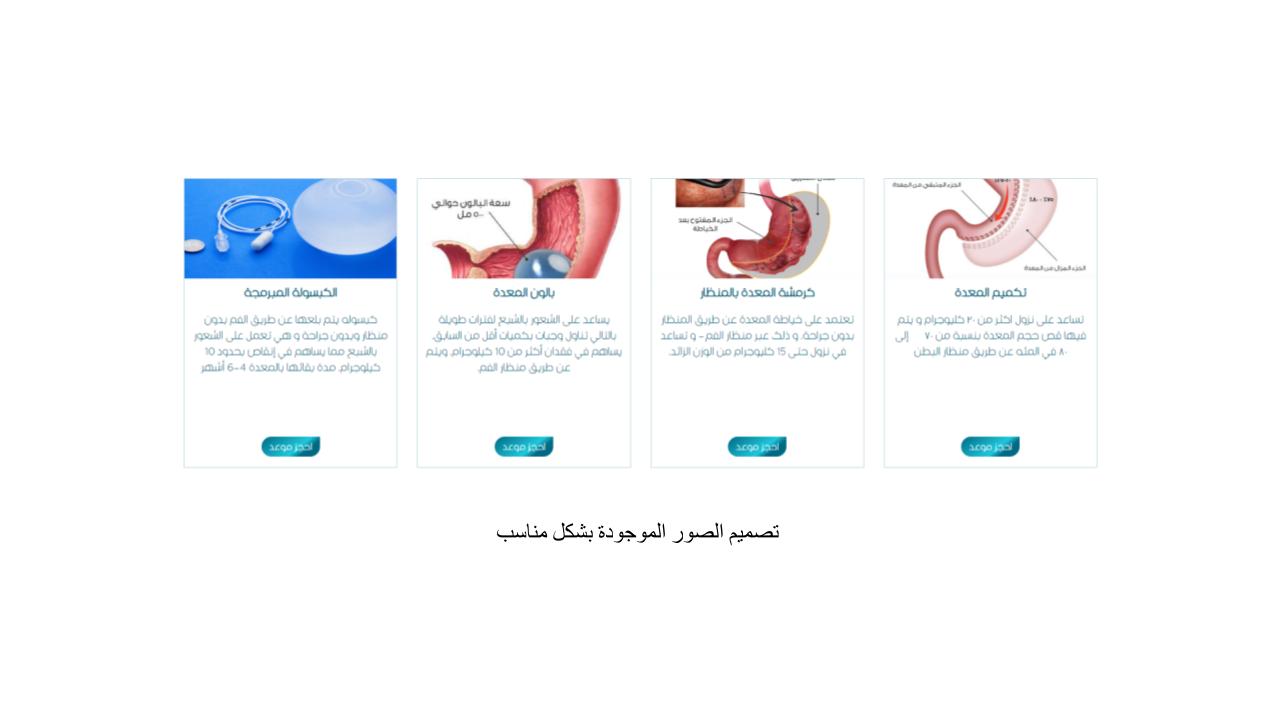 الجزء المتبقي من المعدة
الجزء المزال من المعدة
تكميم المعدة
تساعد على نزول اكثر من ٢٠ كليوجرام و يتم
فيها قص حجم المعدة بنسبة من ٧٠ إلى
٨٠ في المئه عن طريق منظار البطن
احجز موعد
الجزء المفتوح بعد
الخياطة
كرمشة المعدة بالمنظار
تعتمد على خياطة المعدة عن طريق المنظار
بدون جراحة. و ذلك عبر منظار الفم - و تساعد
في نزول حتى 15 كليوجرام من الوزن الزائد.
احجز موعد
سعة البالون حوالي
٥٠٠ مل
بالون المعدة
يساعد على الشعور بالشبع لفترات طويلة
بالتالي تناول وجبات بكميات أقل من السابق.
يساهم في فقدان أكثر من 10 كيلوجرام، ويتم
عن طريق منظار الفم.
احجز موعد
الكبسولة المبرمجة
كبسوله يتم بلعها عن طريق الفم بدون
منظار وبدون جراحة و هي تعمل على الشعور
بالشبع مما يساهم في إنقاص بحدود 10
كيلوجرام. مدة بقائها بالمعدة 4-6 أشهر
احجز موعد
تصميم الصور الموجودة بشكل مناسب